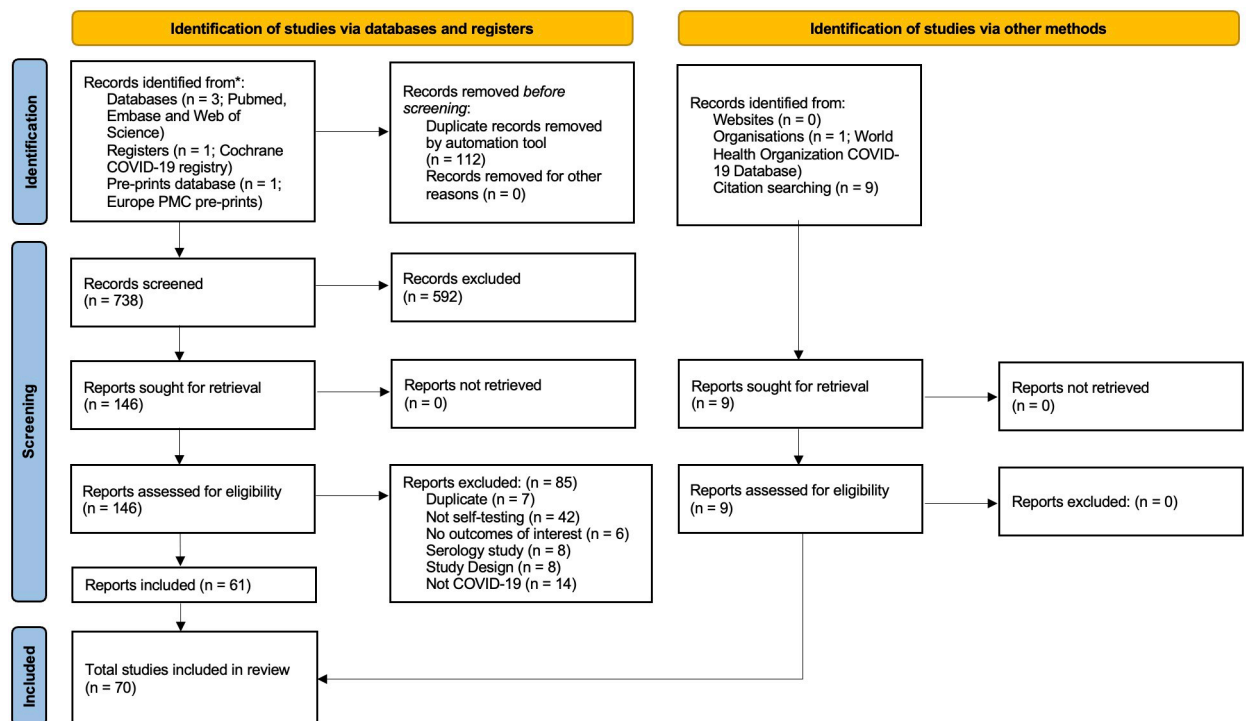 Identification of studies via databases and registers
Identification of studies via other methods
Identification
Records identified from*:
Databases (n = 3; Pubmed,
Embase and Web of
Science)
Registers (n = 1; Cochrane
COVID-19 registry)
Pre-prints database (n = 1;
Europe PMC pre-prints)
Records removed before
screening:
Duplicate records removed
by automation tool
(n = 112)
Records removed for other
reasons (n = 0)
Records identified from:
Websites (n = 0)
Organisations (n = 1; World
Health Organization COVID-
19 Database)
Citation searching (n = 9)
Screening
Records screened
(n = 738)
Records excluded
(n = 592)
Reports sought for retrieval
(n = 146)
Reports not retrieved
(n = 0)
Reports sought for retrieval
(n = 9)
Reports not retrieved
(n = 0)
Reports assessed for eligibility
(n = 146)
Reports excluded: (n = 85)
Duplicate (n = 7)
Not self-testing (n = 42)
No outcomes of interest (n = 6)
Serology study (n = 8)
Study Design (n = 8)
Not COVID-19 (n = 14)
Reports assessed for eligibility
(n = 9)
Reports excluded: (n = 0)
Reports included (n = 61)
Included
Total studies included in review
(n = 70)